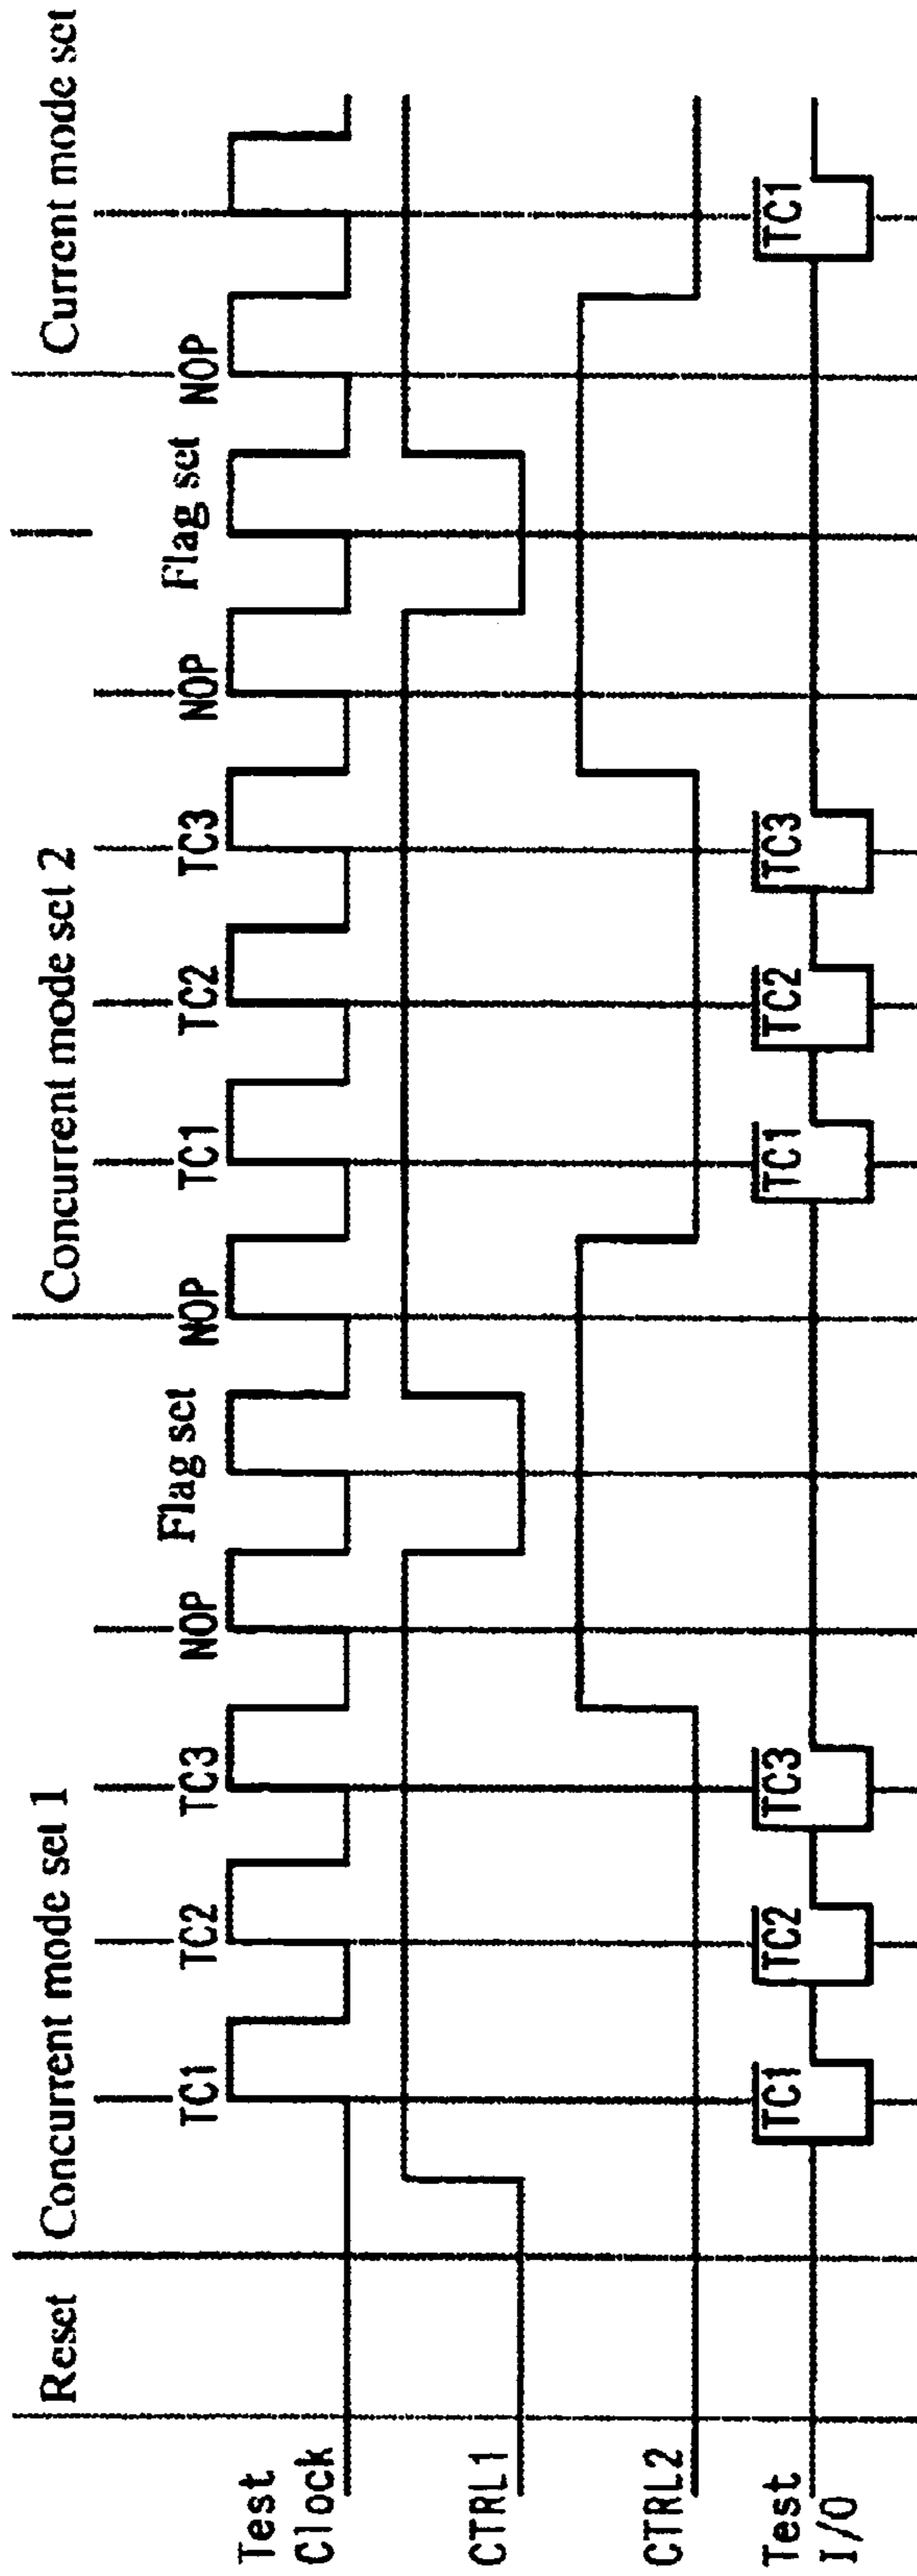 Reset
Concurrent mode set 1
Concurrent mode set 2
Current mode set
TC1
TC2
TC3
NOP
Flag set
NOP
TC1
TC2
TC3
NOP
Flag set
NOP
Test
Clock
CTRL1
CTRL2
Test
I/O
TC1
TC2
TC3
TC1
TC2
TC3
TC1